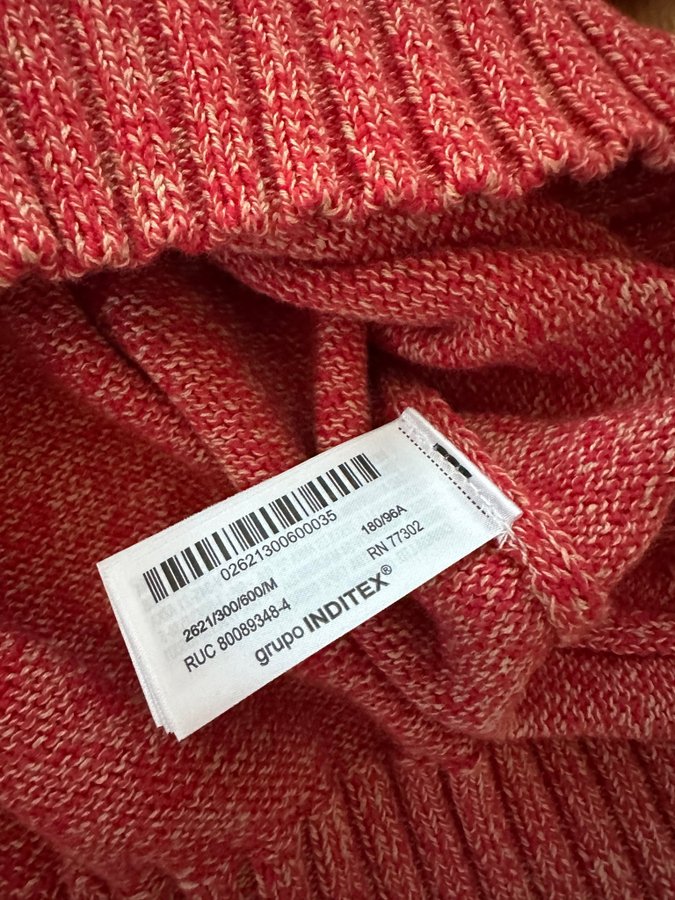 02621300600035
2621/300/600/M 180/96A
RUC 80089348-4 RN 77302
grupo INDITEX®